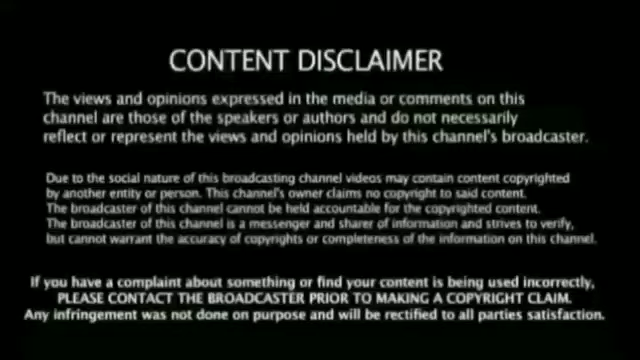 CONTENT DISCLAIMER
The views and opinions expressed in the media or comments on this
channel are those of the speakers or authors and do not necessarily
reflect or represent the views and opinions held by this channel's broadcaster.
Due to the social nature of this broadcasting channel videos may contain content copyrighted
by another entity or person. This channel's owner claims no copyright to said content.
The broadcaster of this channel cannot be held accountable for the copyrighted content.
The broadcaster of this channel is a messenger and sharer of information and strives to verify,
but cannot warrant the accuracy of copyrights or completeness of the information on this channel.
If you have a complaint about something or find your content is being used incorrectly,
PLEASE CONTACT THE BROADCASTER PRIOR TO MAKING A COPYRIGHT CLAIM.
Any infringement was not done on purpose and will be rectified to all parties satisfaction.